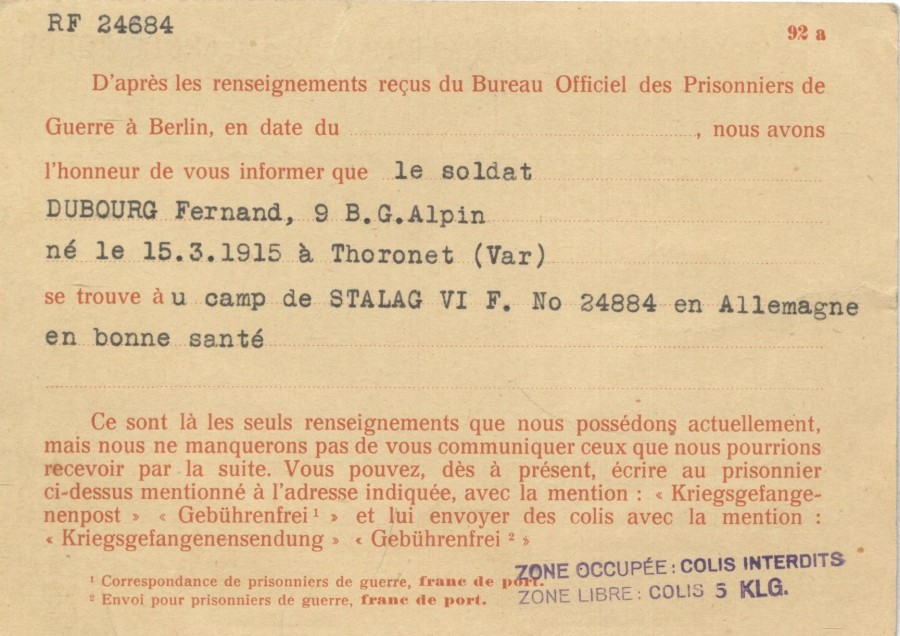 RF 24684
92 a
D'après les renseignements reçus du Bureau Officiel des Prisonniers de
Guerre à Berlin, en date du ..., nous avons
l'honneur de vous informer que le soldat
DUBOURG Fernand, 9 B.G.Alpin
né le 15.3.1915 à Thoronet (Var)
se trouve à u camp de STALAG VI F. No 24884 en Allemagne
en bonne santé
Ce sont là les seuls renseignements que nous possédons actuellement,
mais nous ne manquerons pas de vous communiquer ceux que nous pourrions
recevoir par la suite. Vous pouvez, dès à présent, écrire au prisonnier
ci-dessus mentionné à l'adresse indiquée, avec la mention : « Kriegsgefange-
nenpost » « Gebührenfrei ¹ » et lui envoyer des colis avec la mention :
« Kriegsgefangenensendung » « Gebührenfrei ² »
¹ Correspondance de prisonniers de guerre, franc de port.
² Envoi pour prisonniers de guerre, franc de port.
ZONE OCCUPÉE : COLIS INTERDITS
ZONE LIBRE : COLIS 5 KLG.